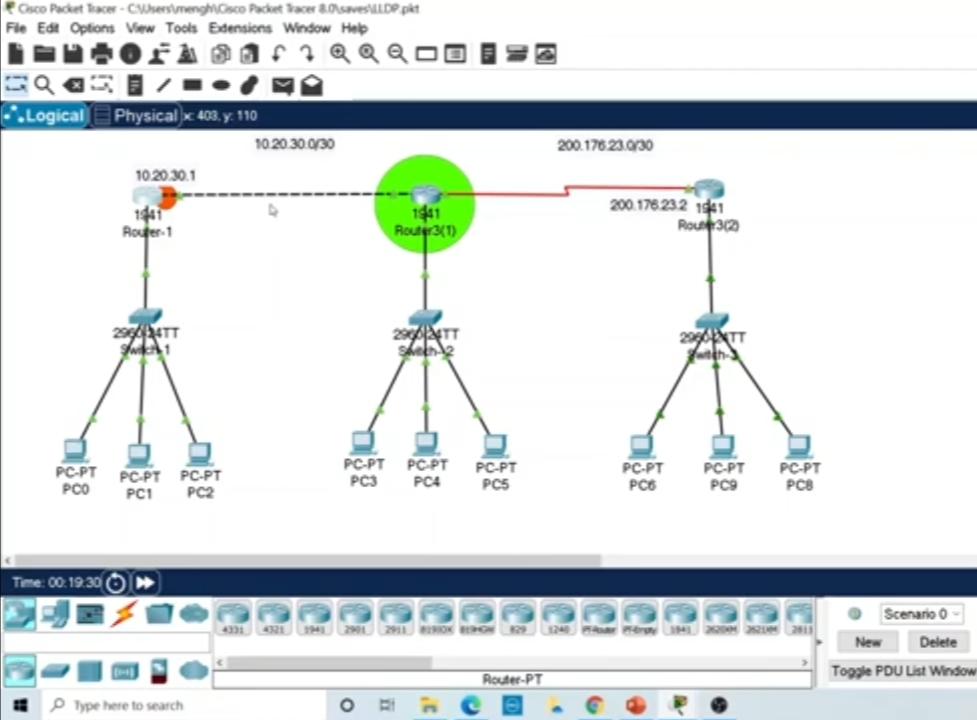 Cisco Packet Tracer - C:\Users\mengh\Cisco Packet Tracer 8.0\saves\LLDP.pkt
File Edit Options View Tools Extensions Window Help
Logical Physical x: 403, y: 110
10.20.30.0/30
200.176.23.0/30
10.20.30.1
200.176.23.2
1941
Router-1
1941
Router3(1)
1941
Router3(2)
2960-24TT
Switch-1
2960-24TT
Switch-2
2960-24TT
PC-PT
PC0
PC-PT
PC1
PC-PT
PC2
PC-PT
PC3
PC-PT
PC4
PC-PT
PC5
PC-PT
PC6
PC-PT
PC9
PC-PT
PC8
Time: 00:19:30
Scenario 0
New Delete
Toggle PDU List Window
4331 4321 1941 2901 2911 819IOX 819HGW 829 1240 PT-Router PT-Empty 1841 2620XM 2621XM 2811
Router-PT
Type here to search